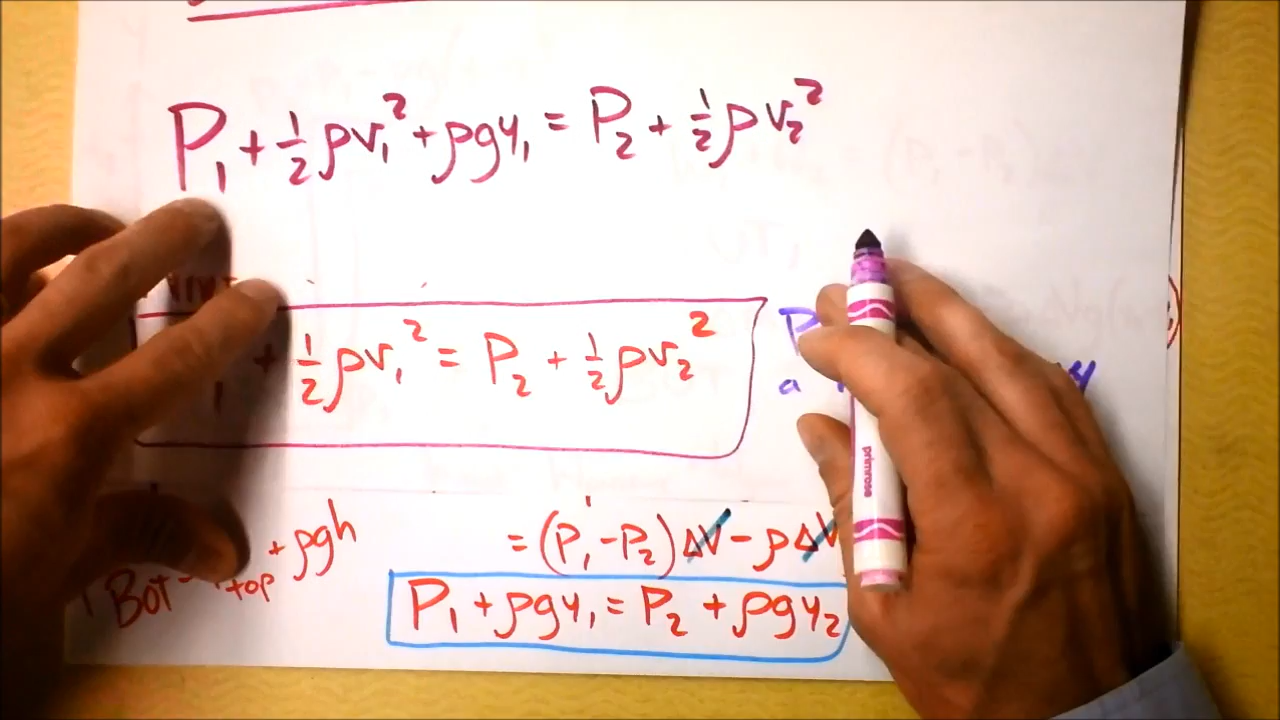 P₁ + ½ρv₁² + ρgy₁ = P₂ + ½ρv₂²
+ ½ρv₁² = P₂ + ½ρv₂²
P
a
Bot top + ρgh
= (P₁ - P₂) ΔV - ρ ΔV
P₁ + ρgy₁ = P₂ + ρgy₂
primrose